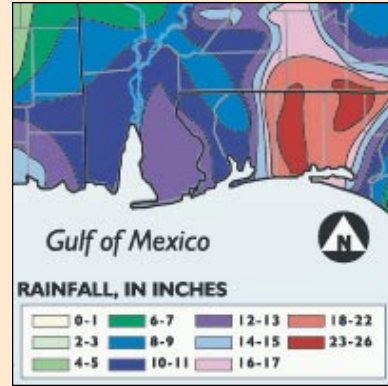 Gulf of Mexico
N
RAINFALL, IN INCHES
0-1 6-7 12-13 18-22
2-3 8-9 14-15 23-26
4-5 10-11 16-17